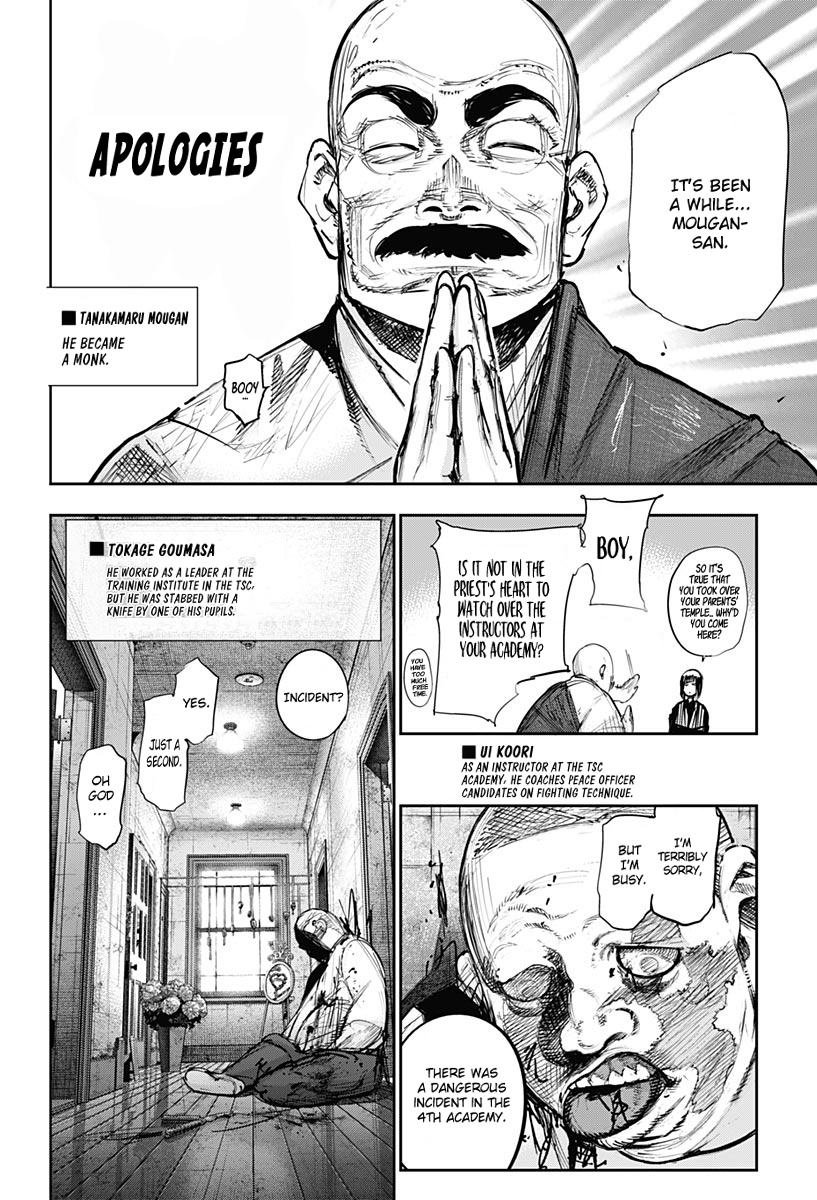 IT'S BEEN
A WHILE...
MOUGAN-
SAN.
APOLOGIES
■ TANAKAMARU MOUGAN
HE BECAME
A MONK.
BOOY
...
SO IT'S
TRUE THAT
YOU TOOK OVER
YOUR PARENTS'
TEMPLE... WHY'D
YOU COME
HERE?
BOY,
IS IT NOT IN THE
PRIEST'S HEART TO
WATCH OVER THE
INSTRUCTORS AT
YOUR ACADEMY?
YOU
HAVE
TOO
MUCH
FREE
TIME.
■ UI KOORI
AS AN INSTRUCTOR AT THE TSC
ACADEMY, HE COACHES PEACE OFFICER
CANDIDATES ON FIGHTING TECHNIQUE.
■ TOKAGE GOUMASA
HE WORKED AS A LEADER AT THE
TRAINING INSTITUTE IN THE TSC,
BUT HE WAS STABBED WITH A
KNIFE BY ONE OF HIS PUPILS.
INCIDENT?
YES.
JUST A
SECOND.
OH
GOD
...
I'M
TERRIBLY
SORRY,
BUT
I'M
BUSY.
THERE WAS
A DANGEROUS
INCIDENT IN THE
4TH ACADEMY.